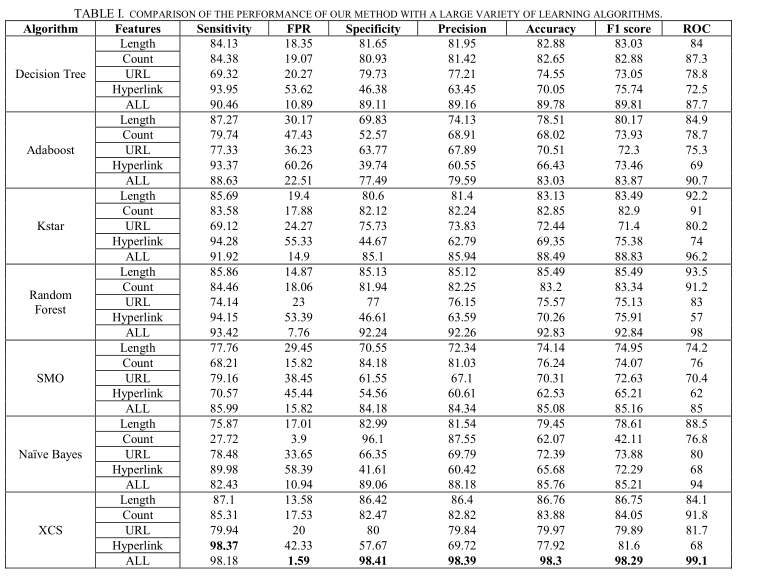 TABLE I. COMPARISON OF THE PERFORMANCE OF OUR METHOD WITH A LARGE VARIETY OF LEARNING ALGORITHMS.
Algorithm Features Sensitivity FPR Specificity Precision Accuracy F1 score ROC
Decision Tree
Length 84.13 18.35 81.65 81.95 82.88 83.03 84
Count 84.38 19.07 80.93 81.42 82.65 82.88 87.3
URL 69.32 20.27 79.73 77.21 74.55 73.05 78.8
Hyperlink 93.95 53.62 46.38 63.45 70.05 75.74 72.5
ALL 90.46 10.89 89.11 89.16 89.78 89.81 87.7
Adaboost
Length 87.27 30.17 69.83 74.13 78.51 80.17 84.9
Count 79.74 47.43 52.57 68.91 68.02 73.93 78.7
URL 77.33 36.23 63.77 67.89 70.51 72.3 75.3
Hyperlink 93.37 60.26 39.74 60.55 66.43 73.46 69
ALL 88.63 22.51 77.49 79.59 83.03 83.87 90.7
Kstar
Length 85.69 19.4 80.6 81.4 83.13 83.49 92.2
Count 83.58 17.88 82.12 82.24 82.85 82.9 91
URL 69.12 24.27 75.73 73.83 72.44 71.4 80.2
Hyperlink 94.28 55.33 44.67 62.79 69.35 75.38 74
ALL 91.92 14.9 85.1 85.94 88.49 88.83 96.2
Random
Forest
Length 85.86 14.87 85.13 85.12 85.49 85.49 93.5
Count 84.46 18.06 81.94 82.25 83.2 83.34 91.2
URL 74.14 23 77 76.15 75.57 75.13 83
Hyperlink 94.15 53.39 46.61 63.59 70.26 75.91 57
ALL 93.42 7.76 92.24 92.26 92.83 92.84 98
SMO
Length 77.76 29.45 70.55 72.34 74.14 74.95 74.2
Count 68.21 15.82 84.18 81.03 76.24 74.07 76
URL 79.16 38.45 61.55 67.1 70.31 72.63 70.4
Hyperlink 70.57 45.44 54.56 60.61 62.53 65.21 62
ALL 85.99 15.82 84.18 84.34 85.08 85.16 85
Naïve Bayes
Length 75.87 17.01 82.99 81.54 79.45 78.61 88.5
Count 27.72 3.9 96.1 87.55 62.07 42.11 76.8
URL 78.48 33.65 66.35 69.79 72.39 73.88 80
Hyperlink 89.98 58.39 41.61 60.42 65.68 72.29 68
ALL 82.43 10.94 89.06 88.18 85.76 85.21 94
XCS
Length 87.1 13.58 86.42 86.4 86.76 86.75 84.1
Count 85.31 17.53 82.47 82.82 83.88 84.05 91.8
URL 79.94 20 80 79.84 79.97 79.89 81.7
Hyperlink 98.37 42.33 57.67 69.72 77.92 81.6 68
ALL 98.18 1.59 98.41 98.39 98.3 98.29 99.1